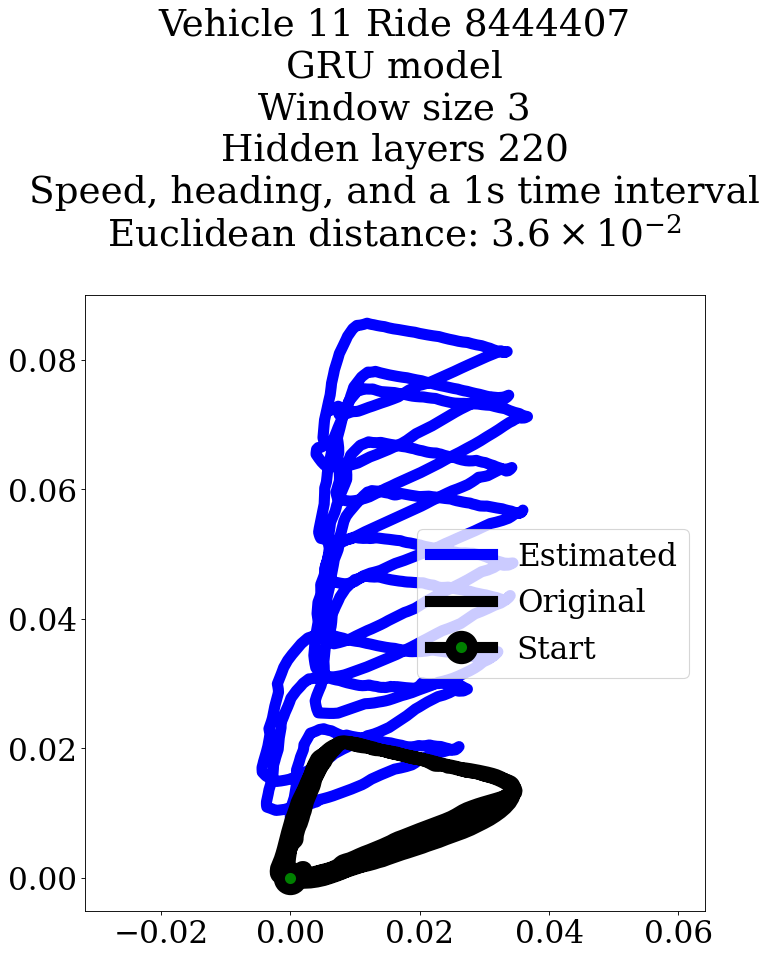 Vehicle 11 Ride 8444407
GRU model
Window size 3
Hidden layers 220
Speed, heading, and a 1s time interval
Euclidean distance: 3.6 × 10⁻²
0.08
0.06
0.04
0.02
0.00
Estimated
Original
Start
−0.02 0.00 0.02 0.04 0.06